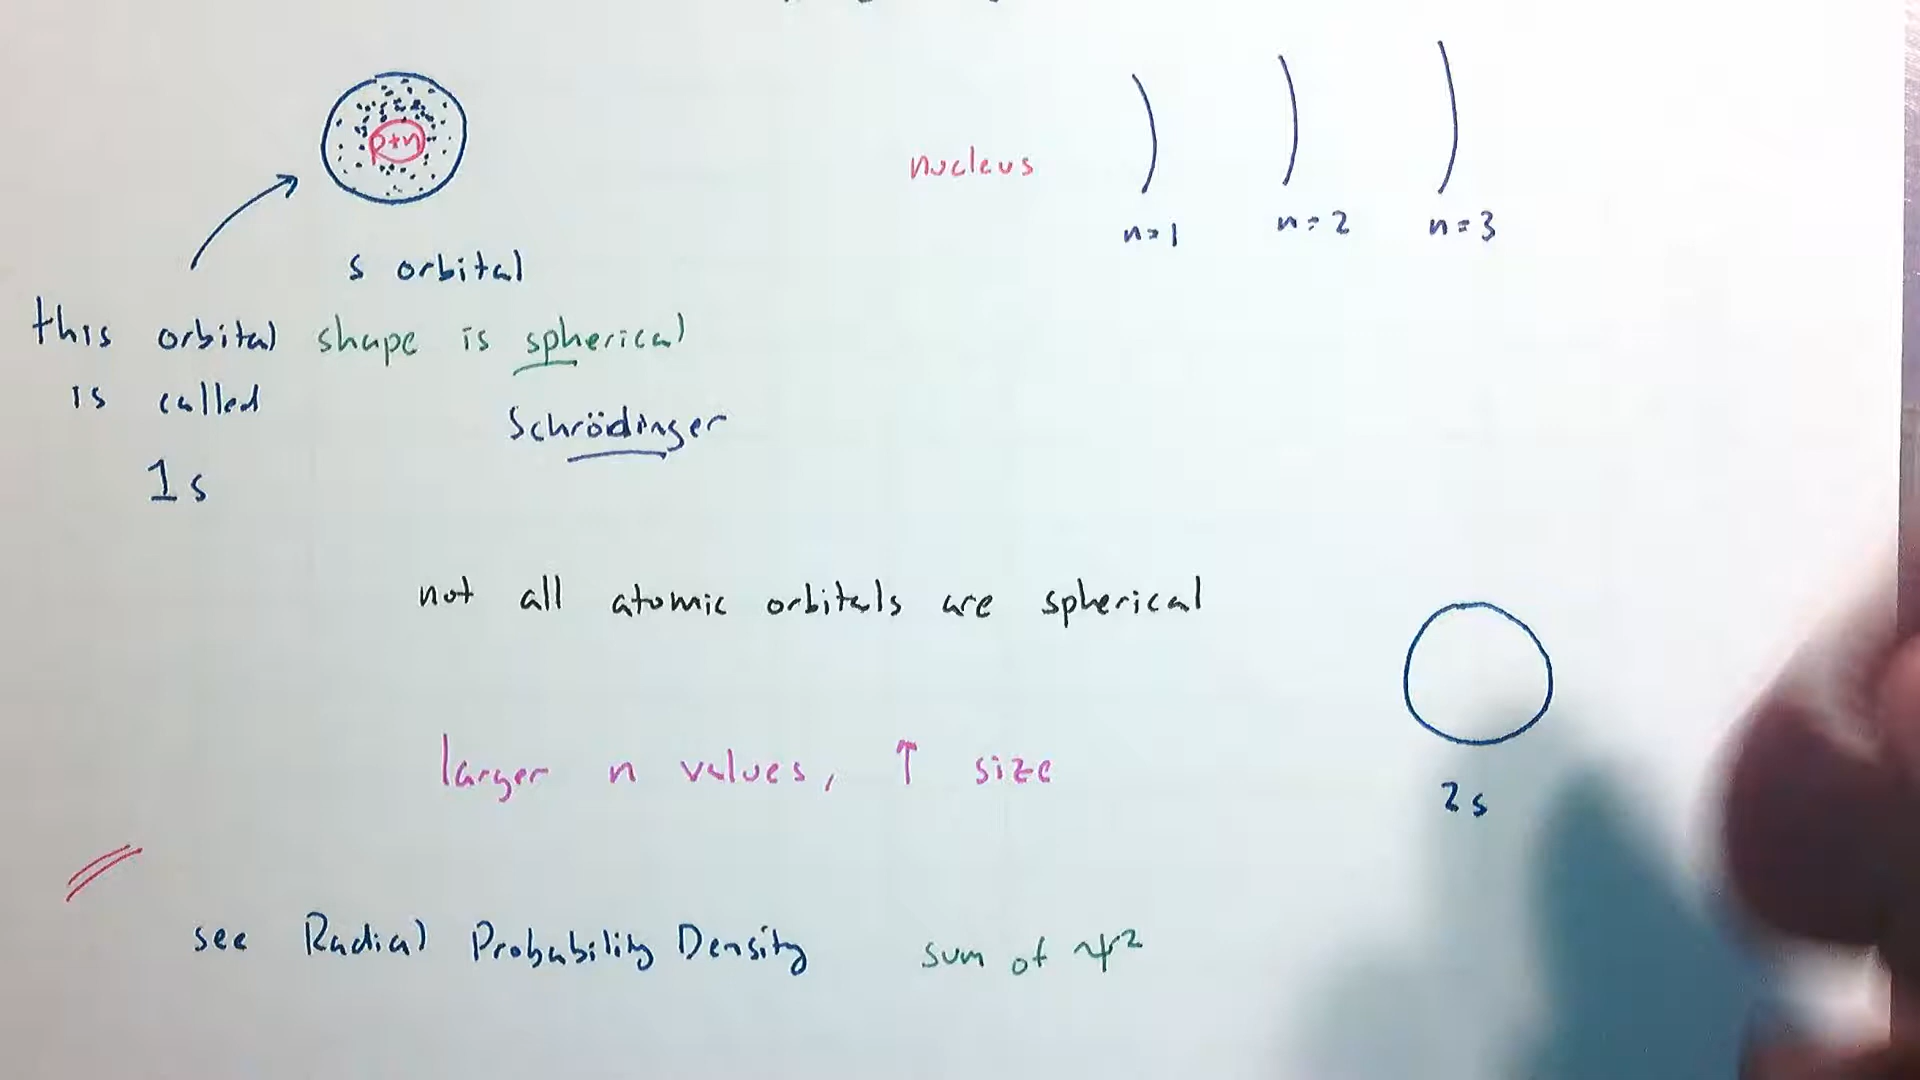 p+n
nucleus
n=1
n=2
n=3
s orbital
this orbital shape is spherical
is called
Schrödinger
1s
not all atomic orbitals are spherical
larger n values, ↑ size
2s
see Radial Probability Density
sum of ψ²